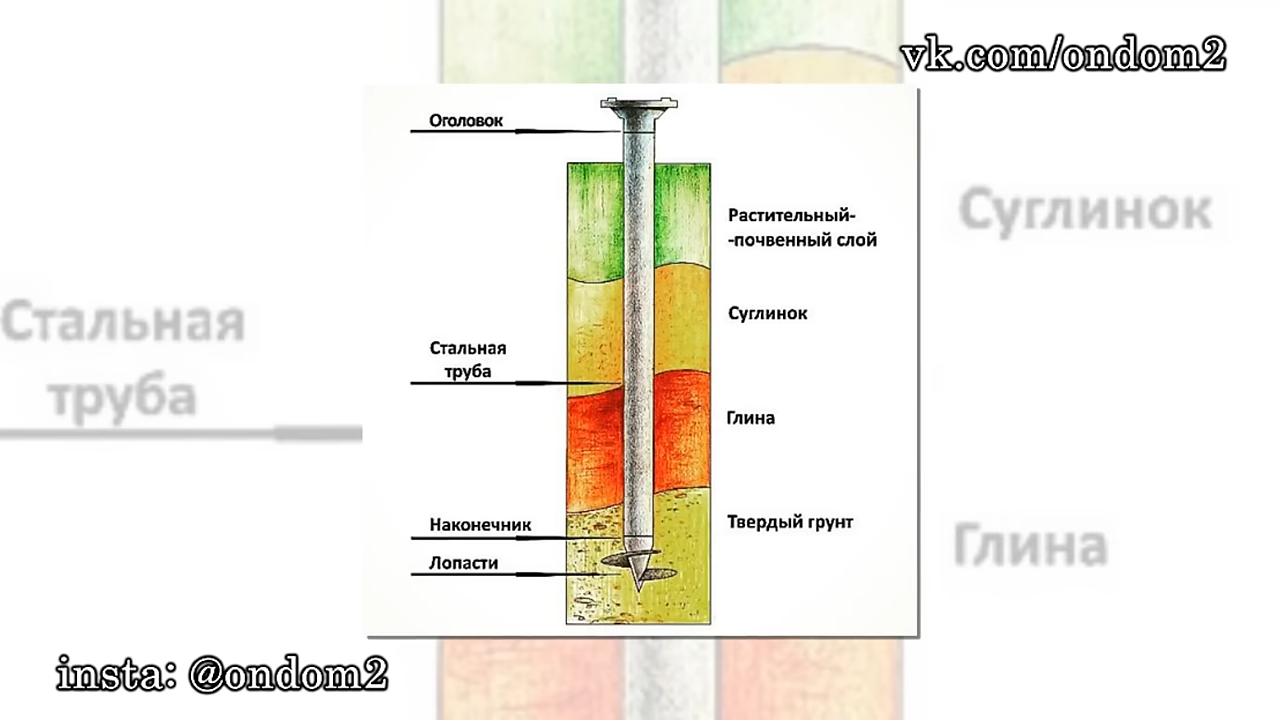 vk.com/ondom2
Оголовок
Растительный-
-почвенный слой
Суглинок
Суглинок
Стальная
труба
Стальная
труба
Глина
Наконечник
Твердый грунт
Глина
Лопасти
insta: @ondom2